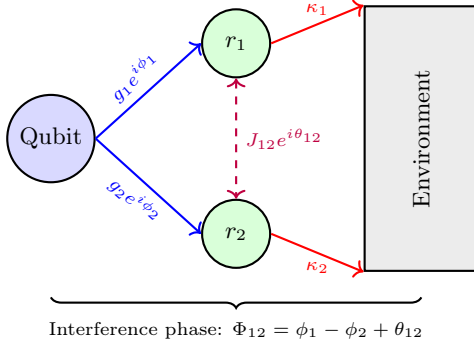 κ₁
r₁
g₁e^{iϕ₁}
Qubit
J₁₂e^{iθ₁₂}
Environment
g₂e^{iϕ₂}
r₂
κ₂
Interference phase: Φ₁₂ = ϕ₁ − ϕ₂ + θ₁₂